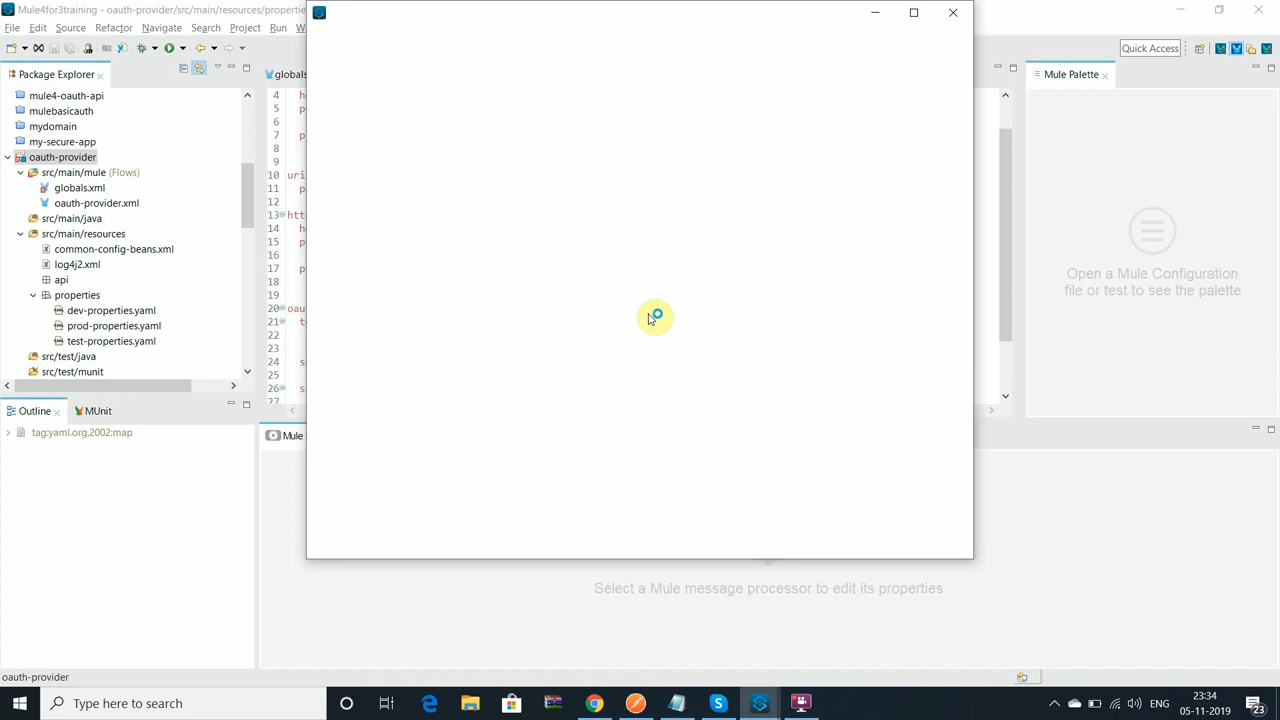 Mule4for3training - oauth-provider/src/main/resources/properti
File Edit Source Refactor Navigate Search Project Run W
Quick Access
Package Explorer
globals
Mule Palette
mule4-oauth-api
mulebasicauth
mydomain
my-secure-app
oauth-provider
src/main/mule (Flows)
globals.xml
oauth-provider.xml
src/main/java
src/main/resources
common-config-beans.xml
log4j2.xml
api
properties
dev-properties.yaml
prod-properties.yaml
test-properties.yaml
src/test/java
src/test/munit
4 h
5 p
6
7 p
8
9
10 uri
11 p
12
13 htt
14 h
15 p
16
17 p
18
19
20 oau
21 t
22
23
24 s
25
26 s
27
Open a Mule Configuration
file or test to see the palette
Outline
MUnit
Mule
tag:yaml.org,2002:map
Select a Mule message processor to edit its properties
oauth-provider
Type here to search
ENG
23:34
05-11-2019
23